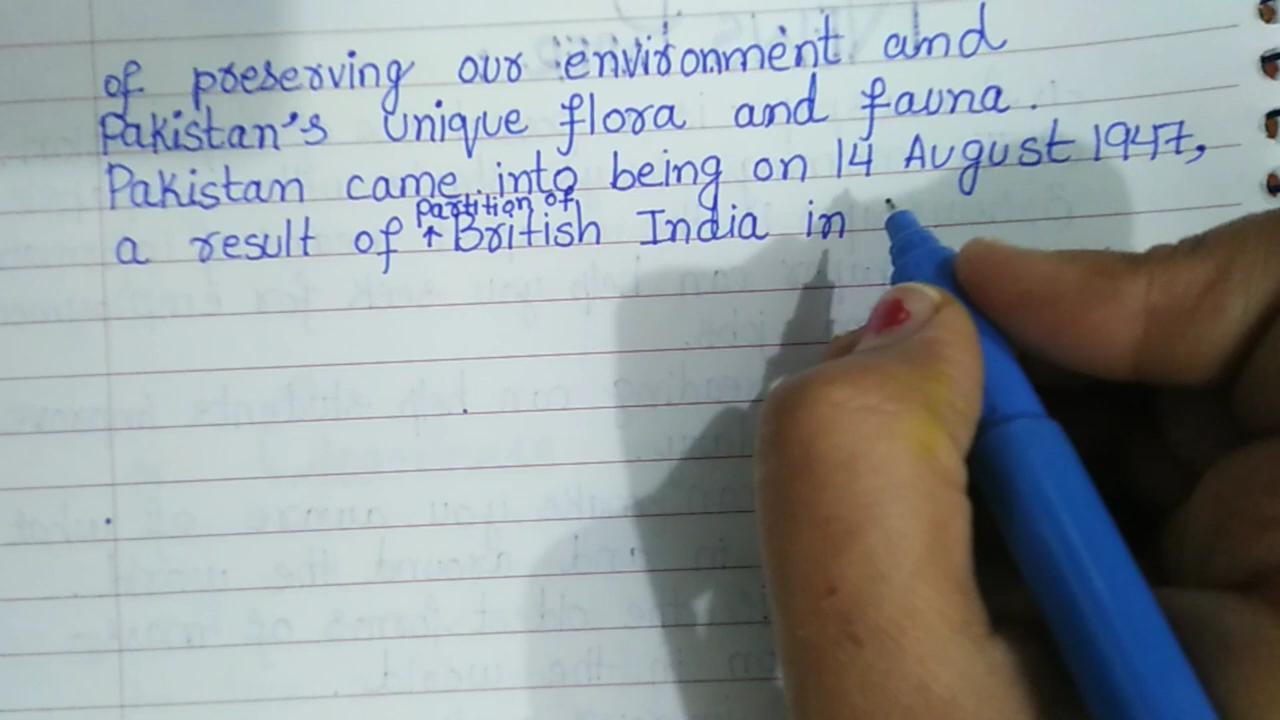 of preserving our environment and
Pakistan's Unique flora and fauna.
Pakistan came into being on 14 August 1947,
partition of
a result of ↑ British India in